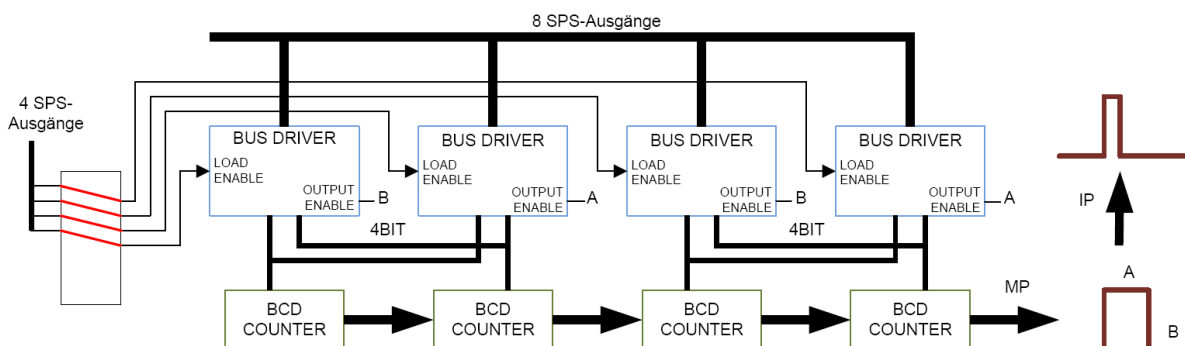 8 SPS-Ausgänge
4 SPS-
Ausgänge
BUS DRIVER
LOAD
ENABLE
OUTPUT
ENABLE
B
BUS DRIVER
LOAD
ENABLE
OUTPUT
ENABLE
A
BUS DRIVER
LOAD
ENABLE
OUTPUT
ENABLE
B
BUS DRIVER
LOAD
ENABLE
OUTPUT
ENABLE
A
4BIT
4BIT
BCD
COUNTER
BCD
COUNTER
BCD
COUNTER
BCD
COUNTER
MP
IP
A
B